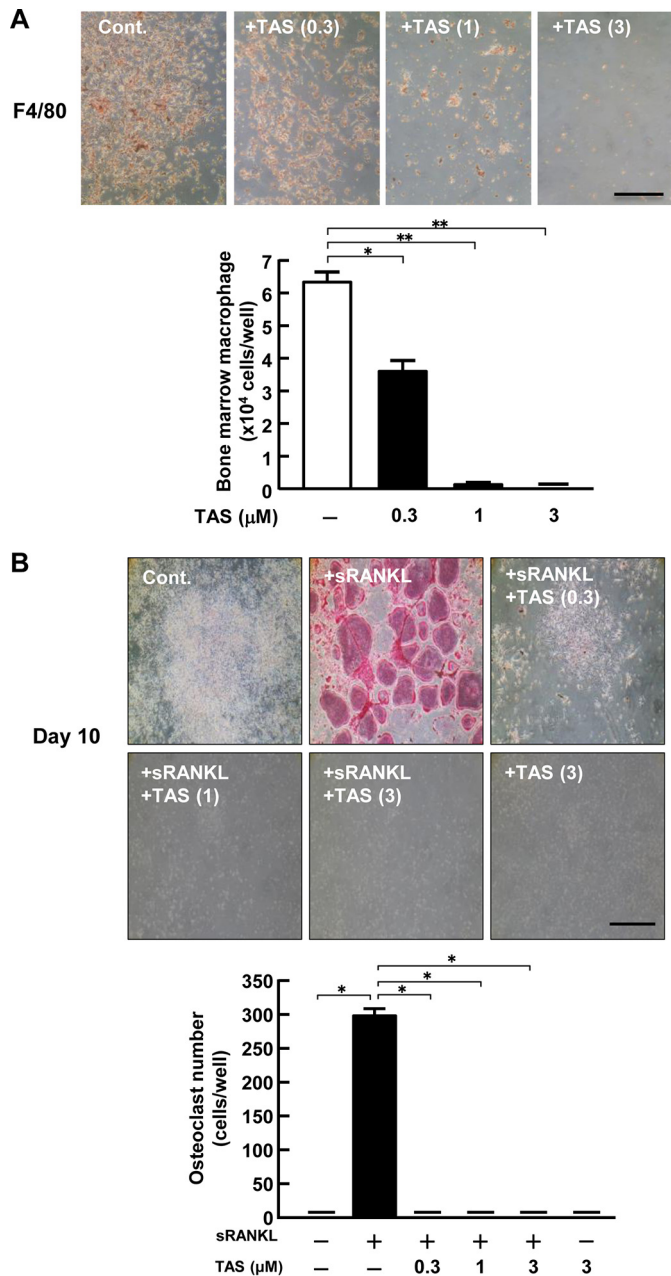 A
Cont.
+TAS (0.3)
+TAS (1)
+TAS (3)
F4/80
**
**
*
Bone marrow macrophage
(x10⁴ cells/well)
7
6
5
4
3
2
1
0
TAS (μM)
–
0.3
1
3
B
Cont.
+sRANKL
+sRANKL
+TAS (0.3)
Day 10
+sRANKL
+TAS (1)
+sRANKL
+TAS (3)
+TAS (3)
*
*
*
*
Osteoclast number
(cells/well)
350
300
250
200
150
100
50
0
sRANKL – + + + + –
TAS (μM) – – 0.3 1 3 3